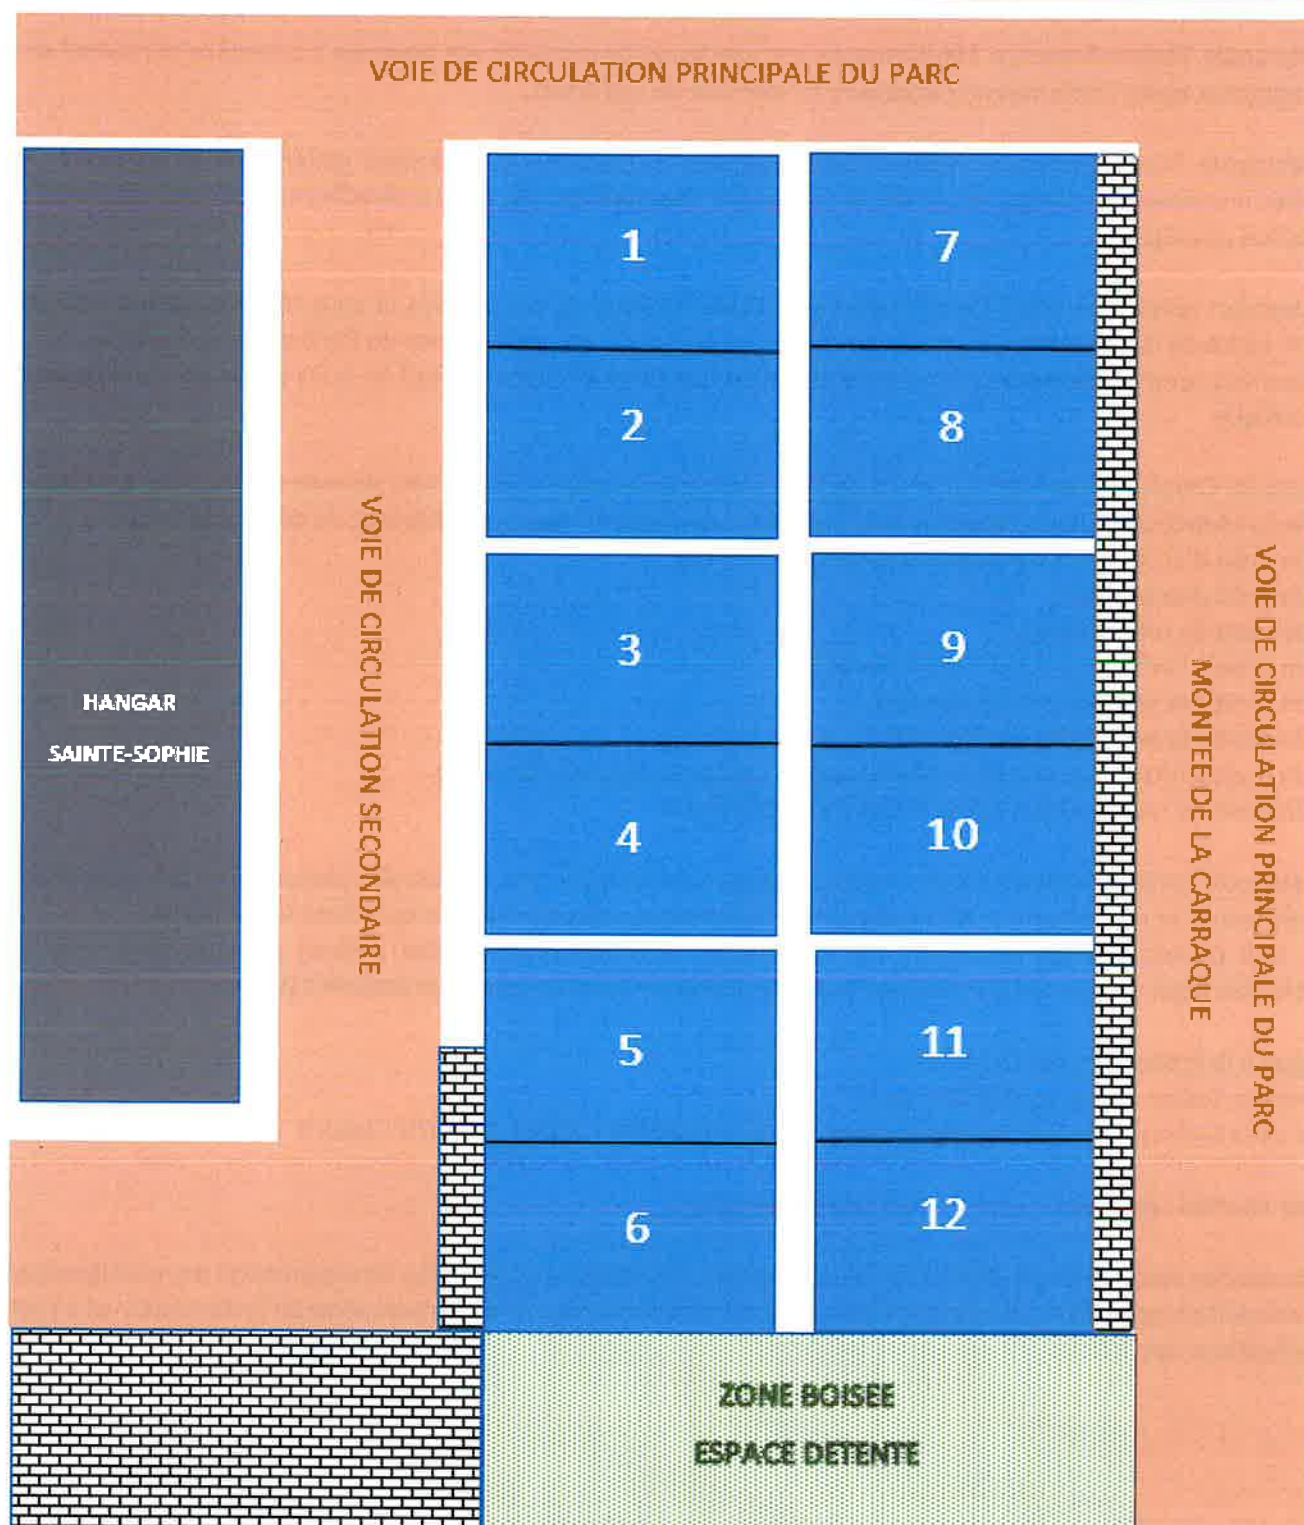 VOIE DE CIRCULATION PRINCIPALE DU PARC
1
7
2
8
VOIE DE CIRCULATION SECONDAIRE
3
9
HANGAR
SAINTE-SOPHIE
4
10
MONTEE DE LA CARRAQUE
VOIE DE CIRCULATION PRINCIPALE DU PARC
5
11
6
12
ZONE BOISEE
ESPACE DETENTE